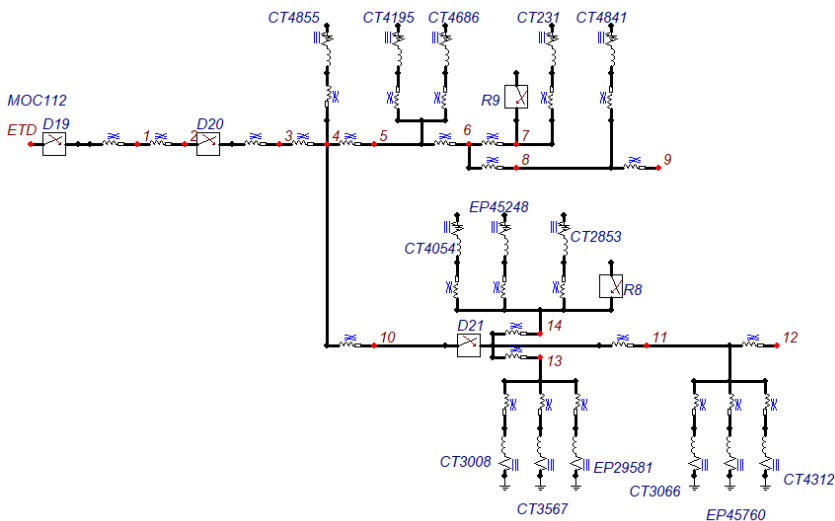 CT4855
CT4195
CT4686
CT231
CT4841
MOC112
R9
ETD
D19
1
2
D20
3
4
5
6
7
8
9
EP45248
CT4054
CT2853
R8
D21
14
10
11
12
13
CT3008
EP29581
CT3567
CT3066
CT4312
EP45760